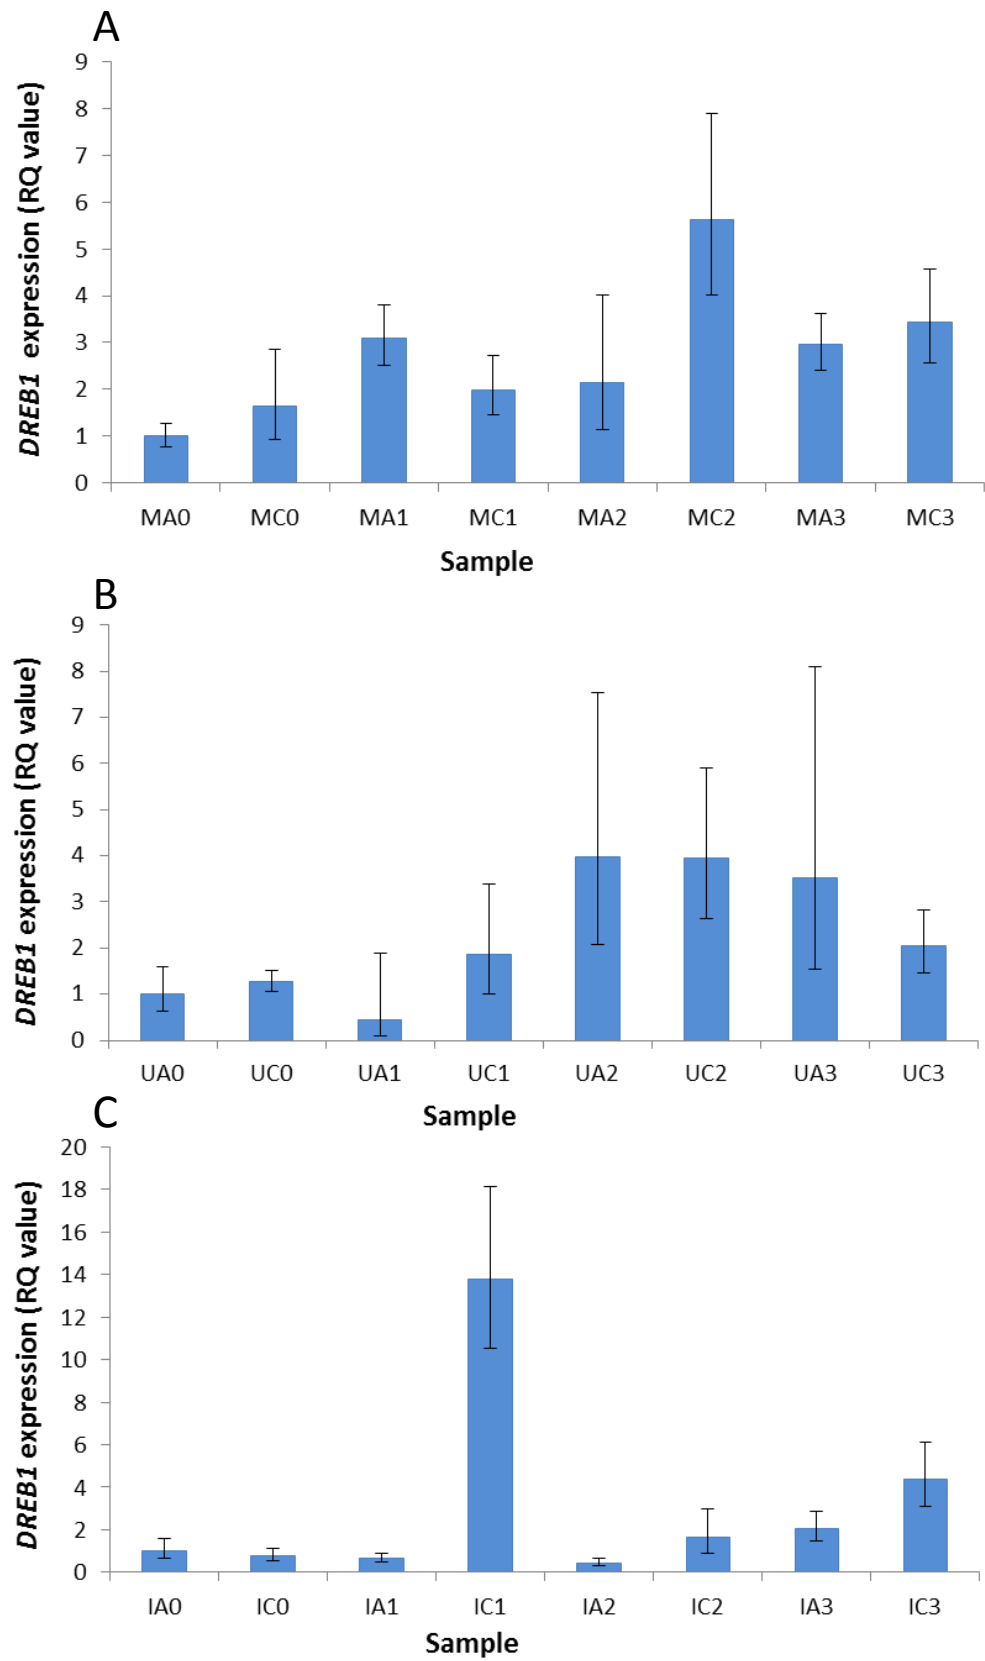 A
DREB1 expression (RQ value)
9
8
7
6
5
4
3
2
1
0
MA0 MC0 MA1 MC1 MA2 MC2 MA3 MC3
Sample
B
DREB1 expression (RQ value)
9
8
7
6
5
4
3
2
1
0
UA0 UC0 UA1 UC1 UA2 UC2 UA3 UC3
Sample
C
DREB1 expression (RQ value)
20
18
16
14
12
10
8
6
4
2
0
IA0 IC0 IA1 IC1 IA2 IC2 IA3 IC3
Sample